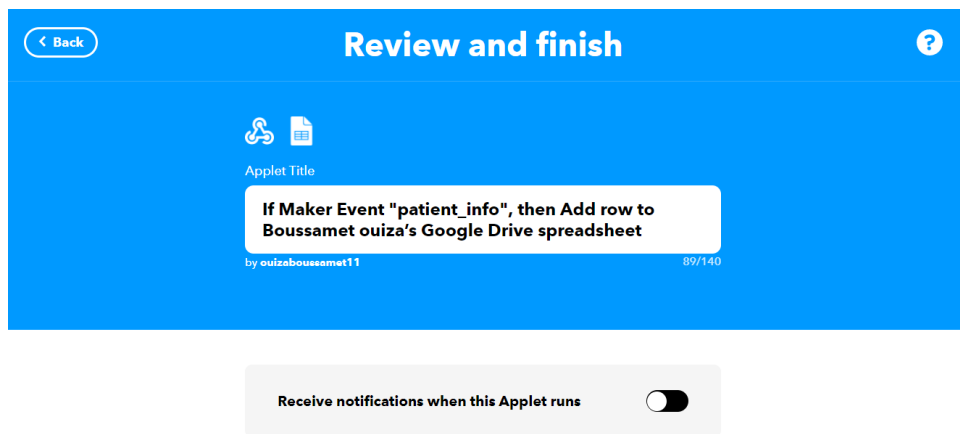 Back
Review and finish
?
Applet Title
If Maker Event "patient_info", then Add row to
Boussamet ouiza’s Google Drive spreadsheet
by ouizaboussamet11
89/140
Receive notifications when this Applet runs